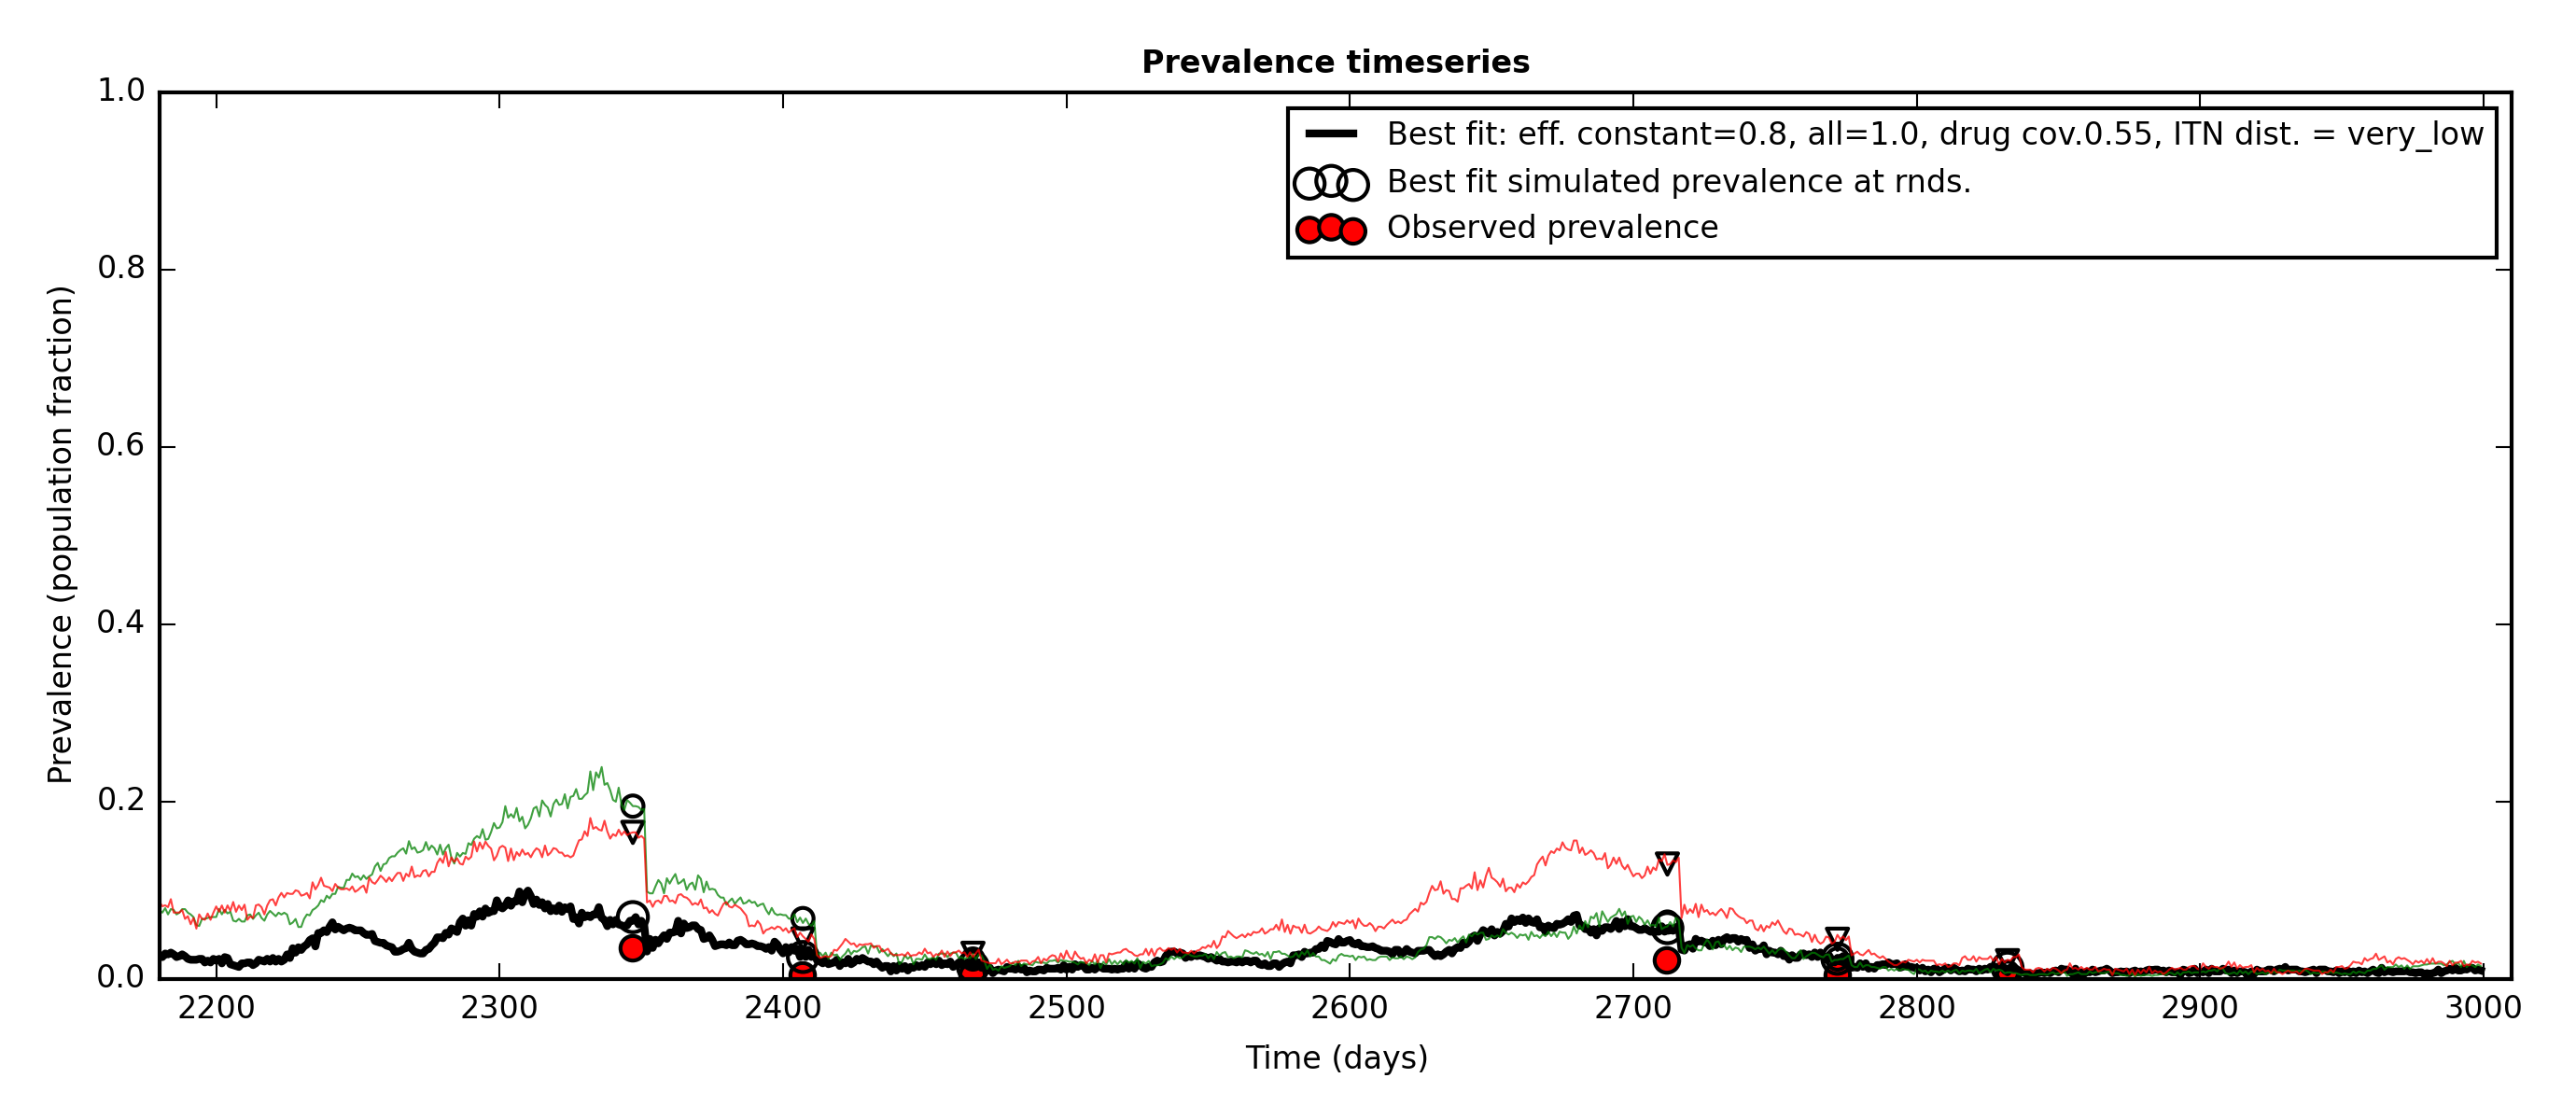 Prevalence timeseries
1.0
0.8
0.6
0.4
0.2
0.0
Prevalence (population fraction)
Best fit: eff. constant=0.8, all=1.0, drug cov.0.55, ITN dist. = very_low
Best fit simulated prevalence at rnds.
Observed prevalence
2200 2300 2400 2500 2600 2700 2800 2900 3000
Time (days)